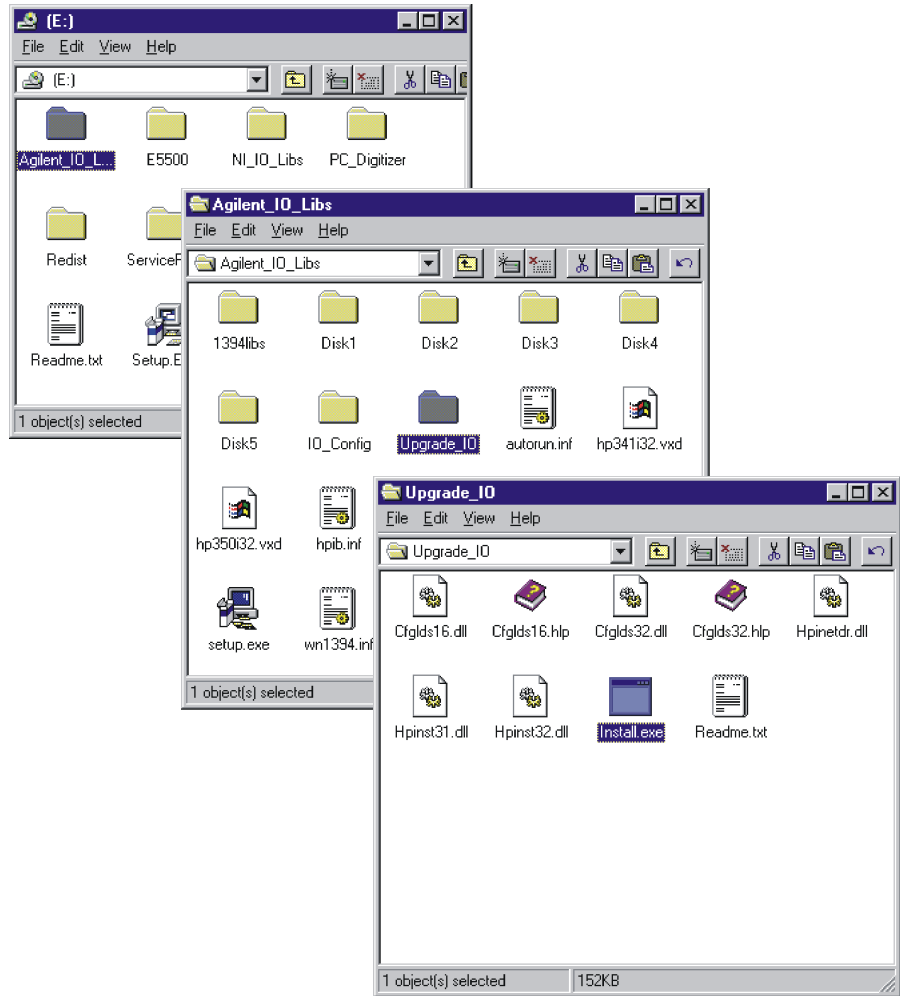 (E:)
File Edit View Help
(E:)
Agilent_IO_L... E5500 NI_IO_Libs PC_Digitizer
Redist ServiceF
Readme.txt Setup.E
1 object(s) selected
Agilent_IO_Libs
File Edit View Help
Agilent_IO_Libs
1394libs Disk1 Disk2 Disk3 Disk4
Disk5 IO_Config Upgrade_IO autorun.inf hp341i32.vxd
hp350i32.vxd hpib.inf
setup.exe wn1394.inf
1 object(s) selected
Upgrade_IO
File Edit View Help
Upgrade_IO
Cfglds16.dll Cfglds16.hlp Cfglds32.dll Cfglds32.hlp Hpinetdr.dll
Hpinst31.dll Hpinst32.dll Install.exe Readme.txt
1 object(s) selected 152KB